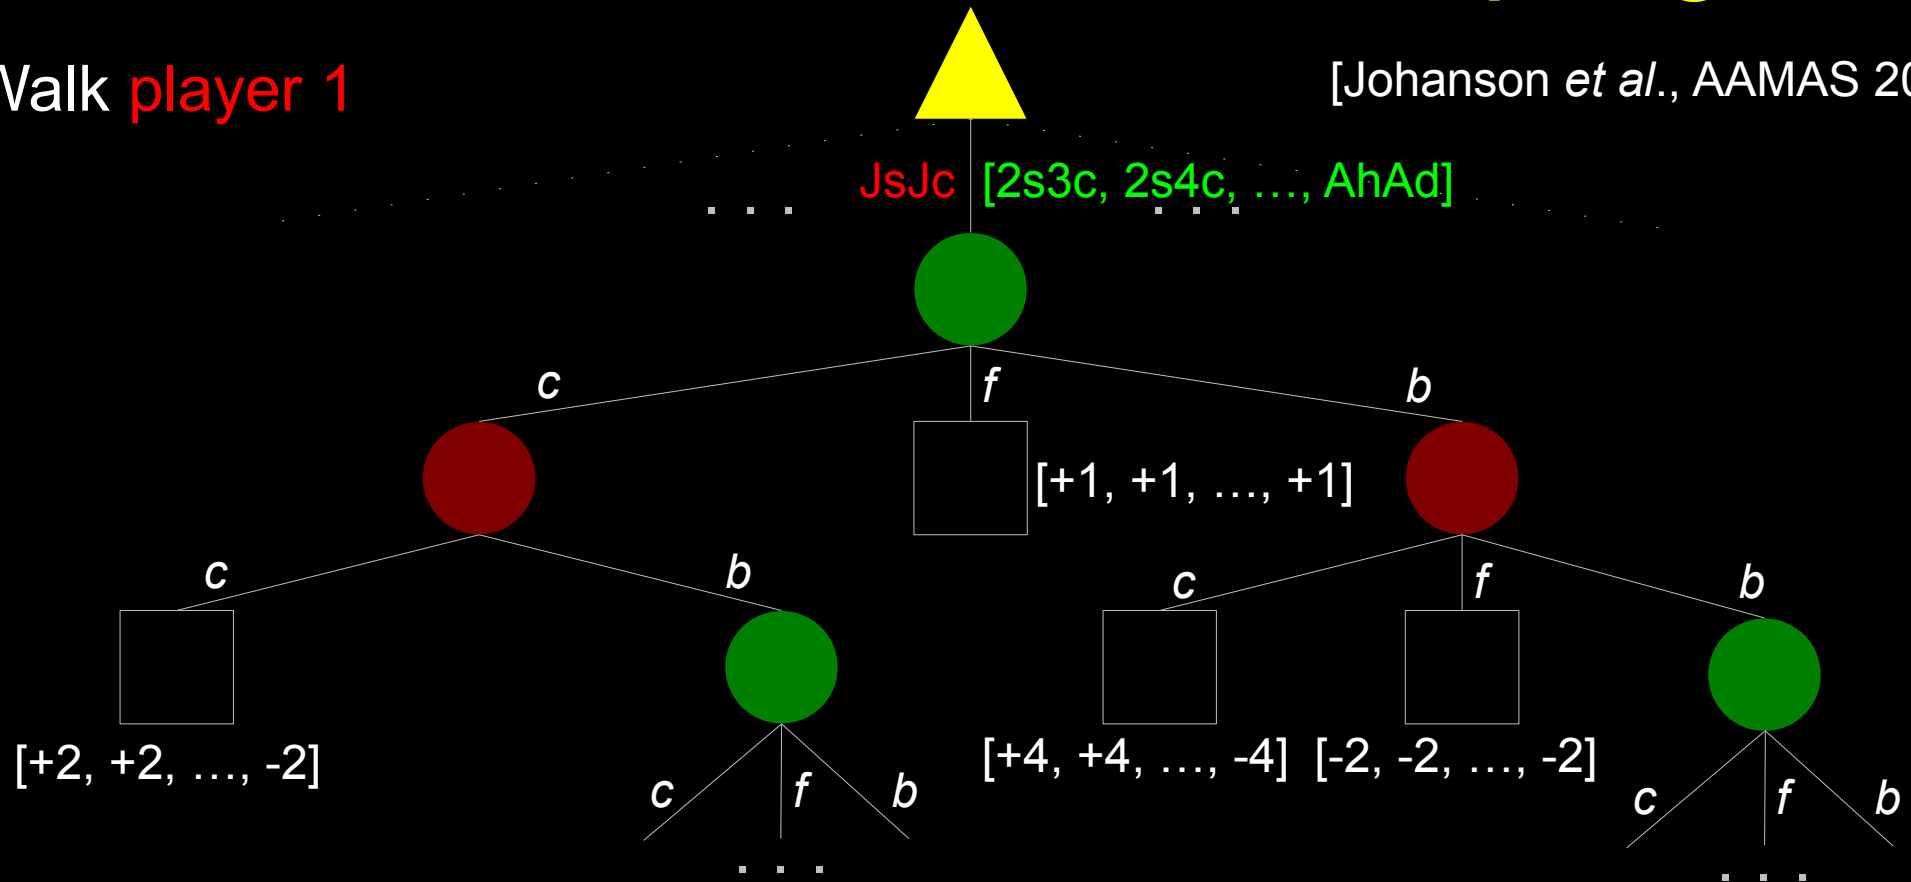 Walk player 1
[Johanson et al., AAMAS 20
JsJc [2s3c, 2s4c, …, AhAd]
. . .
. . .
c
f
b
[+1, +1, …, +1]
c
b
c
f
b
[+2, +2, …, -2]
[+4, +4, …, -4]
[-2, -2, …, -2]
c
f
b
c
f
b
. . .
. . .